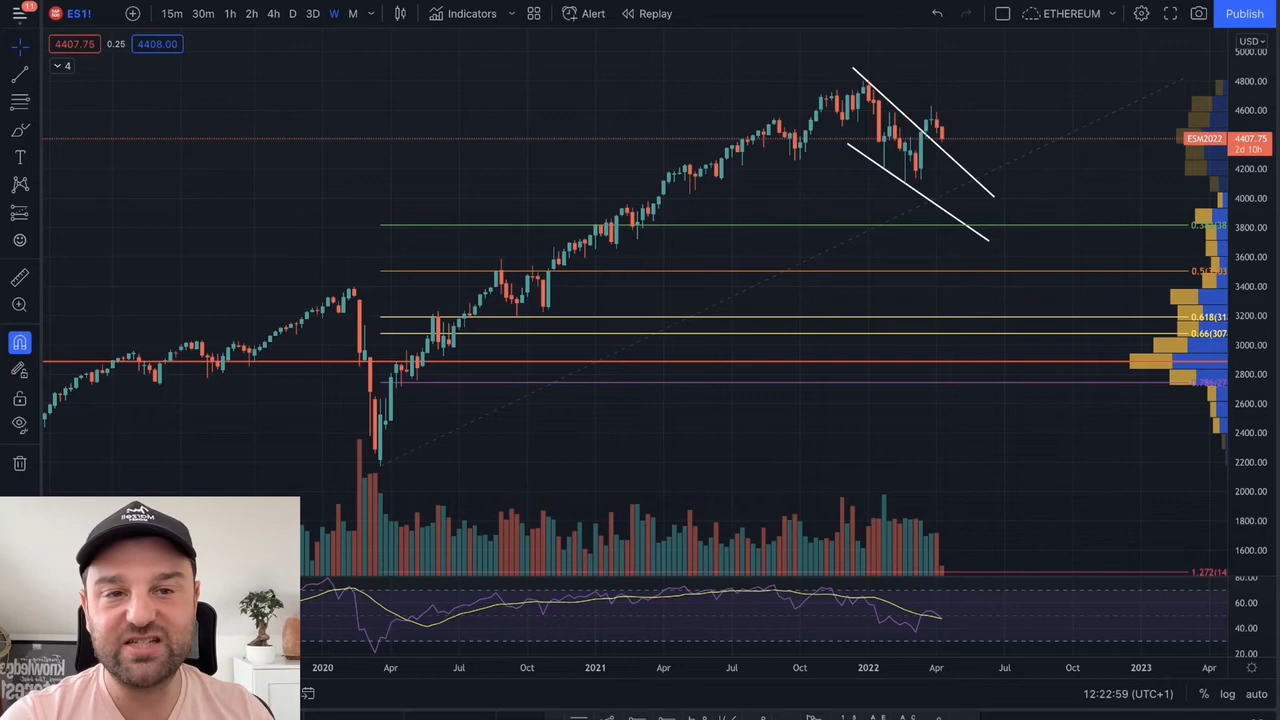 11
ES1!
15m 30m 1h 2h 4h D 3D W M
Indicators
Alert
Replay
ETHEREUM
Publish
4407.75 0.25 4408.00
4
USD
5000.00
4800.00
4600.00
ESM2022 4407.75
2d 10h
4200.00
4000.00
3800.00
3600.00
3400.00
3200.00
3000.00
2800.00
2600.00
2400.00
2200.00
2000.00
1800.00
1600.00
0.5(
0.618(31
0.66(307
1.272(14
80.00
60.00
40.00
20.00
2020 Apr Jul Oct 2021 Apr Jul Oct 2022 Apr Jul Oct 2023 Apr
12:22:59 (UTC+1)
% log auto
Knowledge